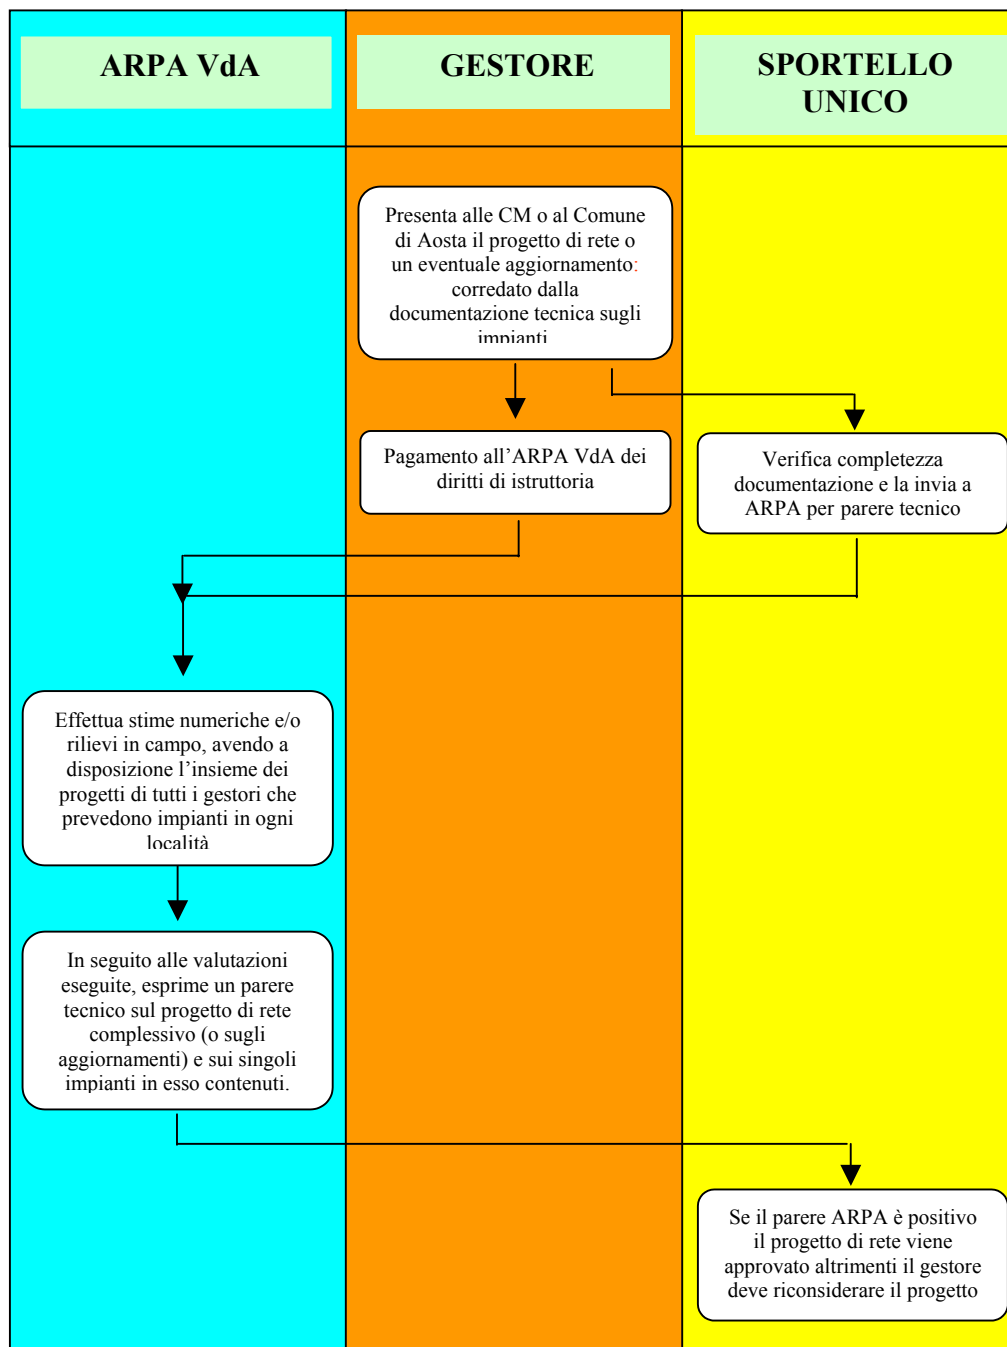 ARPA VdA
GESTORE
SPORTELLO
UNICO
Presenta alle CM o al Comune
di Aosta il progetto di rete o
un eventuale aggiornamento:
corredato dalla
documentazione tecnica sugli
impianti
Pagamento all’ARPA VdA dei
diritti di istruttoria
Verifica completezza
documentazione e la invia a
ARPA per parere tecnico
Effettua stime numeriche e/o
rilievi in campo, avendo a
disposizione l’insieme dei
progetti di tutti i gestori che
prevedono impianti in ogni
località
In seguito alle valutazioni
eseguite, esprime un parere
tecnico sul progetto di rete
complessivo (o sugli
aggiornamenti) e sui singoli
impianti in esso contenuti.
Se il parere ARPA è positivo
il progetto di rete viene
approvato altrimenti il gestore
deve riconsiderare il progetto